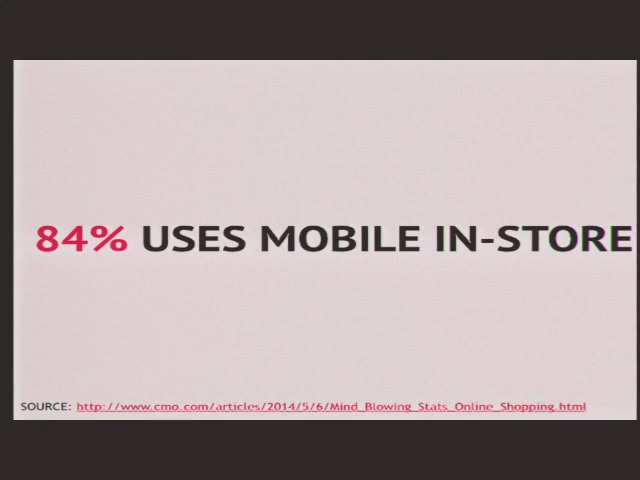 84% USES MOBILE IN-STORE
SOURCE: http://www.cmo.com/articles/2014/5/6/Mind_Blowing_Stats_Online_Shopping.html